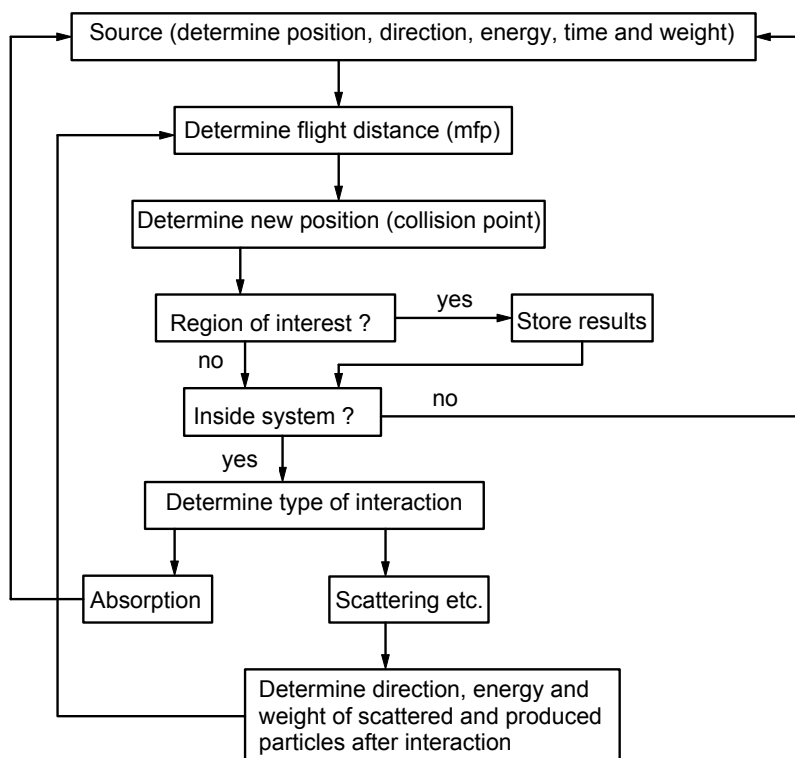 Source (determine position, direction, energy, time and weight)
Determine flight distance (mfp)
Determine new position (collision point)
Region of interest ?
yes
Store results
no
Inside system ?
no
yes
Determine type of interaction
Absorption
Scattering etc.
Determine direction, energy and
weight of scattered and produced
particles after interaction